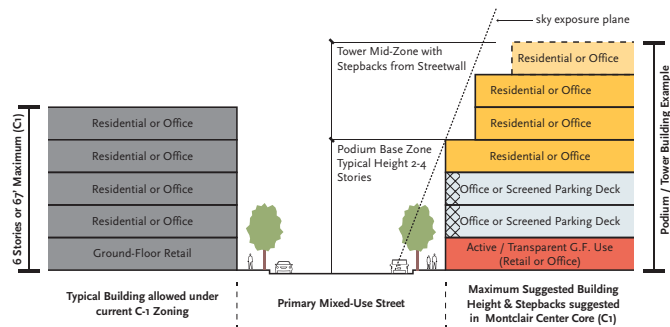 sky exposure plane
Tower Mid-Zone with
Stepbacks from Streetwall
Residential or Office
Residential or Office
Residential or Office
Residential or Office
Podium Base Zone
Typical Height 2-4
Stories
Office or Screened Parking Deck
Office or Screened Parking Deck
Active / Transparent G.F. Use
(Retail or Office)
Podium / Tower Building Example
6 Stories or 67' Maximum (C1)
Residential or Office
Residential or Office
Residential or Office
Residential or Office
Ground-Floor Retail
Typical Building allowed under
current C-1 Zoning
Primary Mixed-Use Street
Maximum Suggested Building
Height & Stepbacks suggested
in Montclair Center Core (C1)